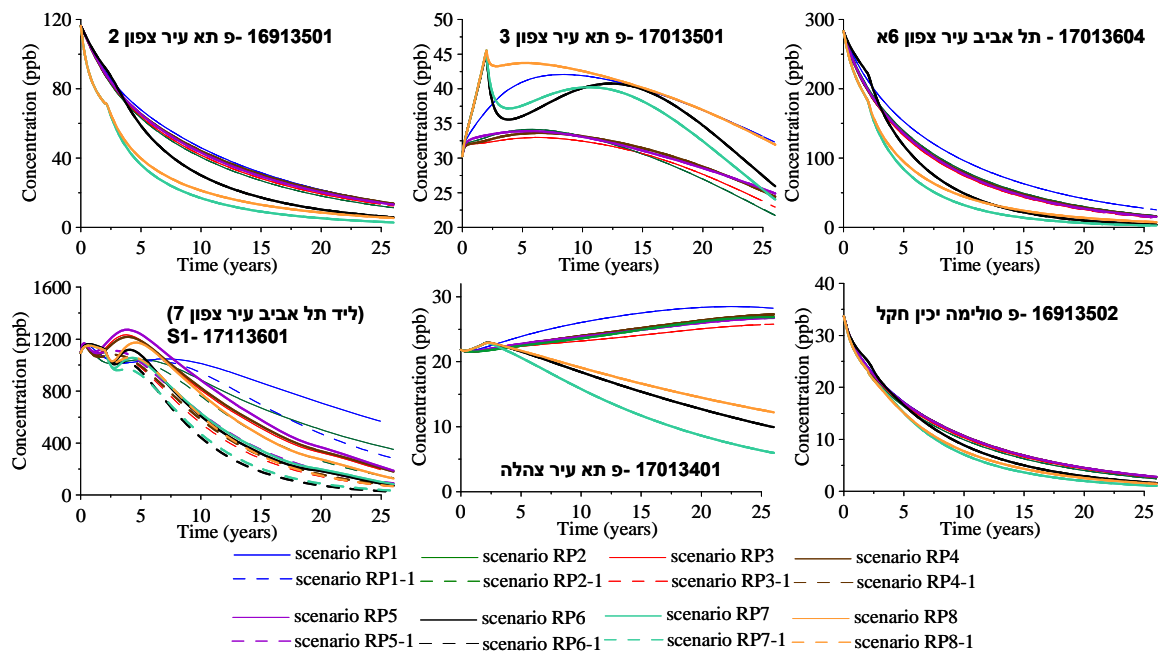 120
80
40
0
Concentration (ppb)
פ תא עיר צפון 2 -16913501
0 5 10 15 20 25
Time (years)
50
45
40
35
30
25
20
Concentration (ppb)
פ תא עיר צפון 3 -17013501
0 5 10 15 20 25
Time (years)
300
200
100
0
Concentration (ppb)
תל אביב עיר צפון 6א - 17013604
0 5 10 15 20 25
Time (years)
1600
1200
800
400
0
Concentration (ppb)
(ליד תל אביב עיר צפון 7)
S1- 17113601
0 5 10 15 20 25
Time (years)
30
20
10
0
Concentration (ppb)
פ תא עיר צהלה -17013401
0 5 10 15 20 25
Time (years)
40
30
20
10
0
Concentration (ppb)
פ סולימה יכין חקל -16913502
0 5 10 15 20 25
Time (years)
scenario RP1 scenario RP2 scenario RP3 scenario RP4
scenario RP1-1 scenario RP2-1 scenario RP3-1 scenario RP4-1
scenario RP5 scenario RP6 scenario RP7 scenario RP8
scenario RP5-1 scenario RP6-1 scenario RP7-1 scenario RP8-1